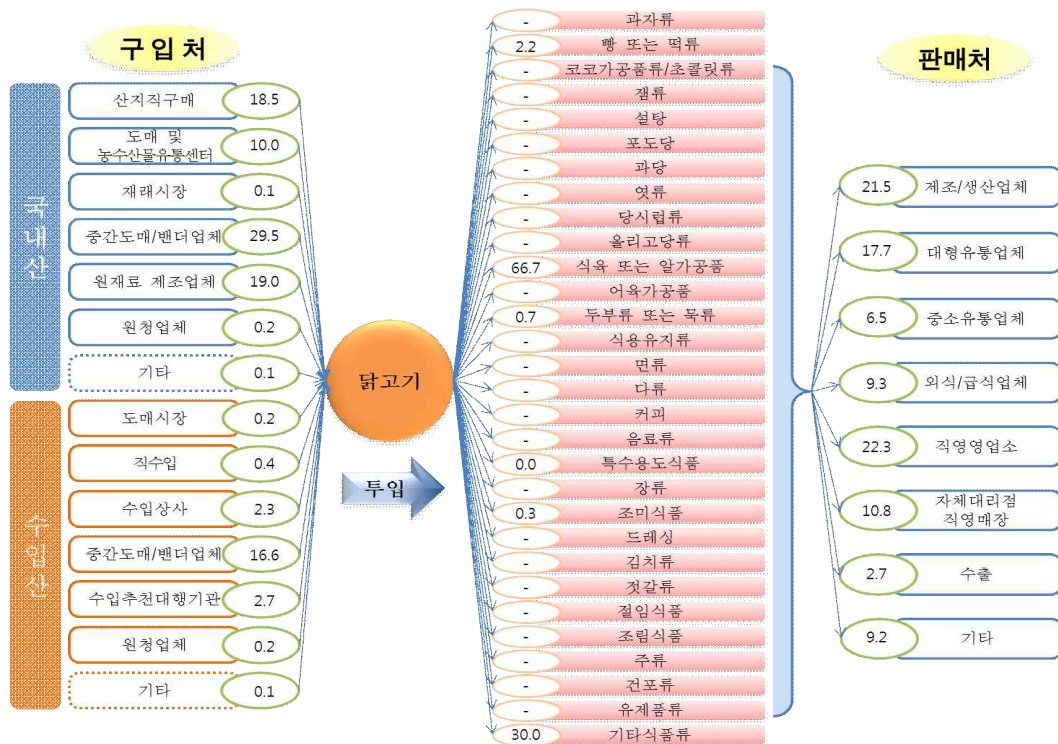 구 입 처
국내산
산지직구매 18.5
도매 및
농수산물유통센터 10.0
재래시장 0.1
중간도매/밴더업체 29.5
원재료 제조업체 19.0
원청업체 0.2
기타 0.1
수입산
도매시장 0.2
직수입 0.4
수입상사 2.3
중간도매/밴더업체 16.6
수입추천대행기관 2.7
원청업체 0.2
기타 0.1
닭고기
투입
- 과자류
2.2 빵 또는 떡류
- 코코가공품류/초콜릿류
- 잼류
- 설탕
- 포도당
- 과당
- 엿류
- 당시럽류
- 올리고당류
66.7 식육 또는 알가공품
- 어육가공품
0.7 두부류 또는 묵류
- 식용유지류
- 면류
- 다류
- 커피
- 음료류
0.0 특수용도식품
- 장류
0.3 조미식품
- 드레싱
- 김치류
- 젓갈류
- 절임식품
- 조림식품
- 주류
- 건포류
- 유제품류
30.0 기타식품류
판매처
21.5 제조/생산업체
17.7 대형유통업체
6.5 중소유통업체
9.3 외식/급식업체
22.3 직영영업소
10.8 자체대리점
직영매장
2.7 수출
9.2 기타